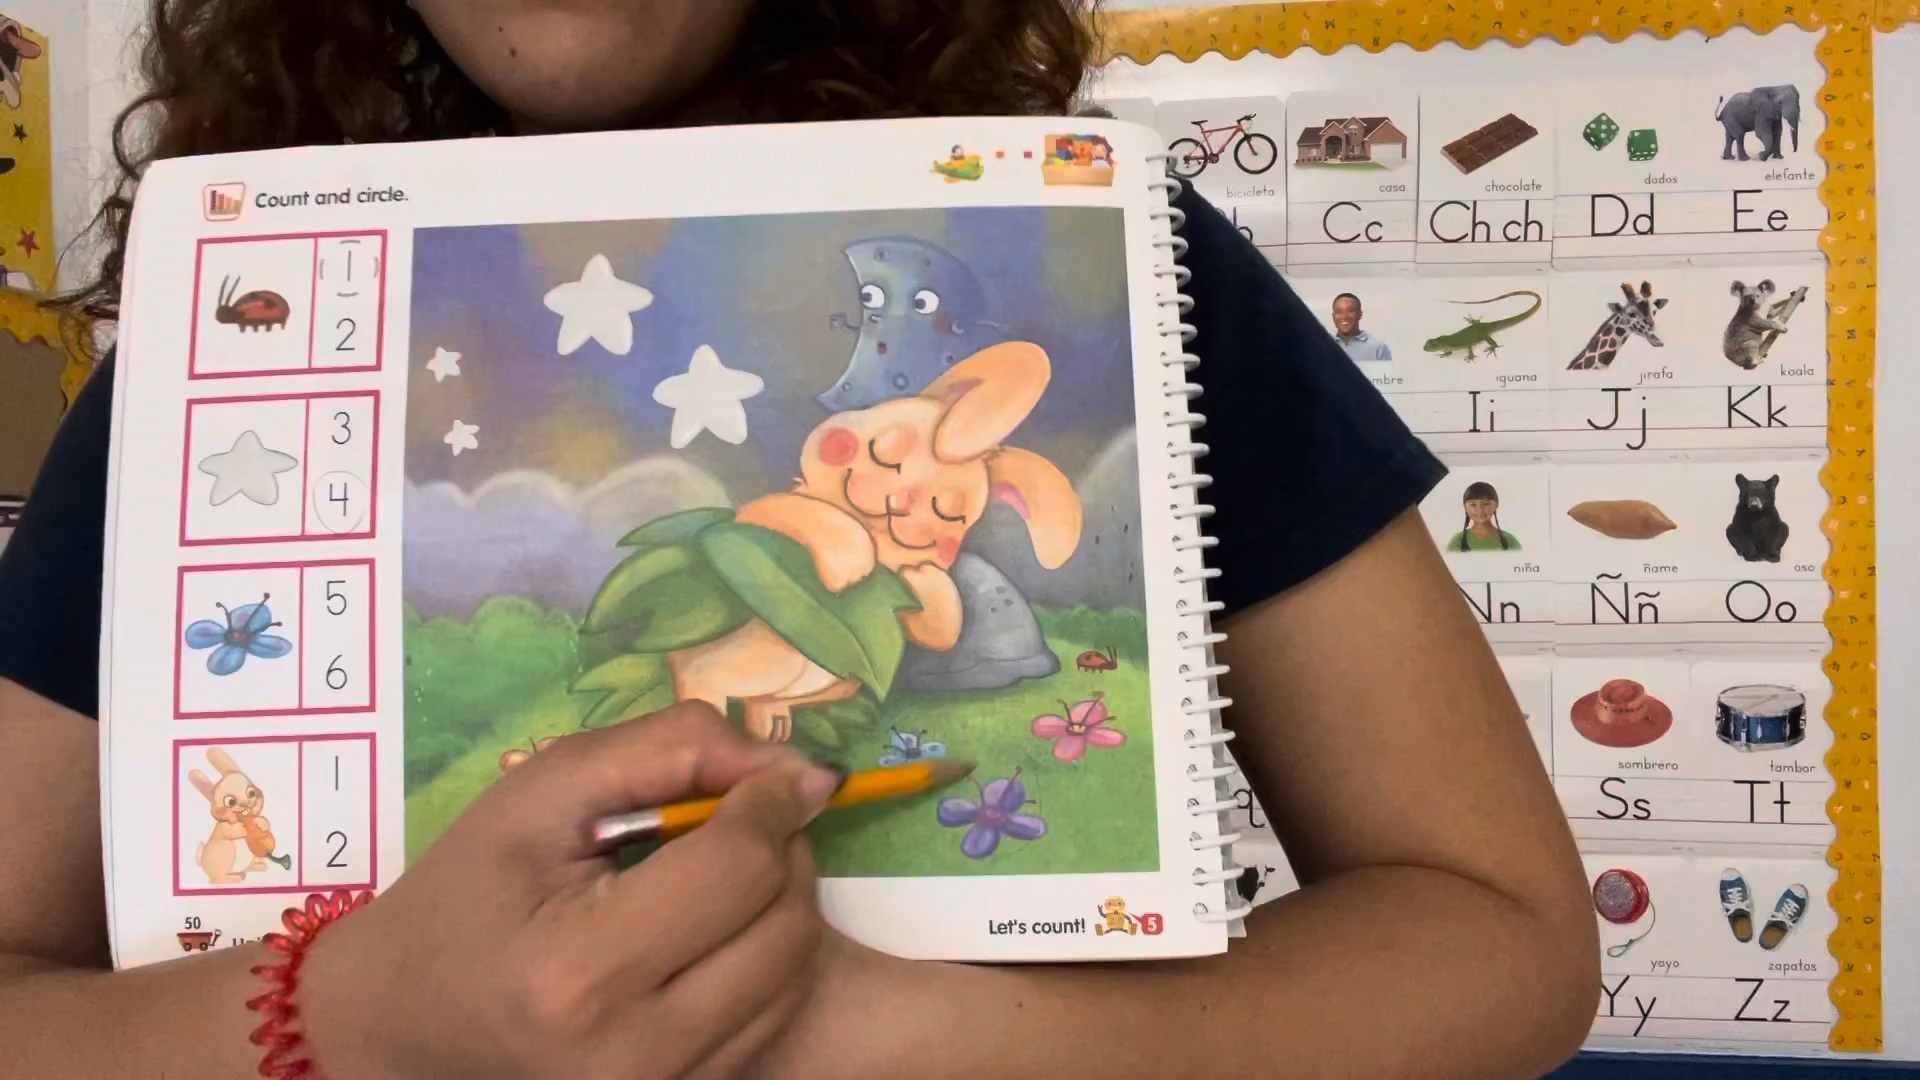 Count and circle.
1
2
3
4
5
6
1
2
50
Let's count! 5
bicicleta
casa
Cc
chocolate
Ch ch
dados
Dd
elefante
Ee
iguana
Ii
jirafa
Jj
koala
Kk
niña
Nn
ñame
Ññ
oso
Oo
sombrero
Ss
tambor
Tt
yoyo
Yy
zapatos
Zz